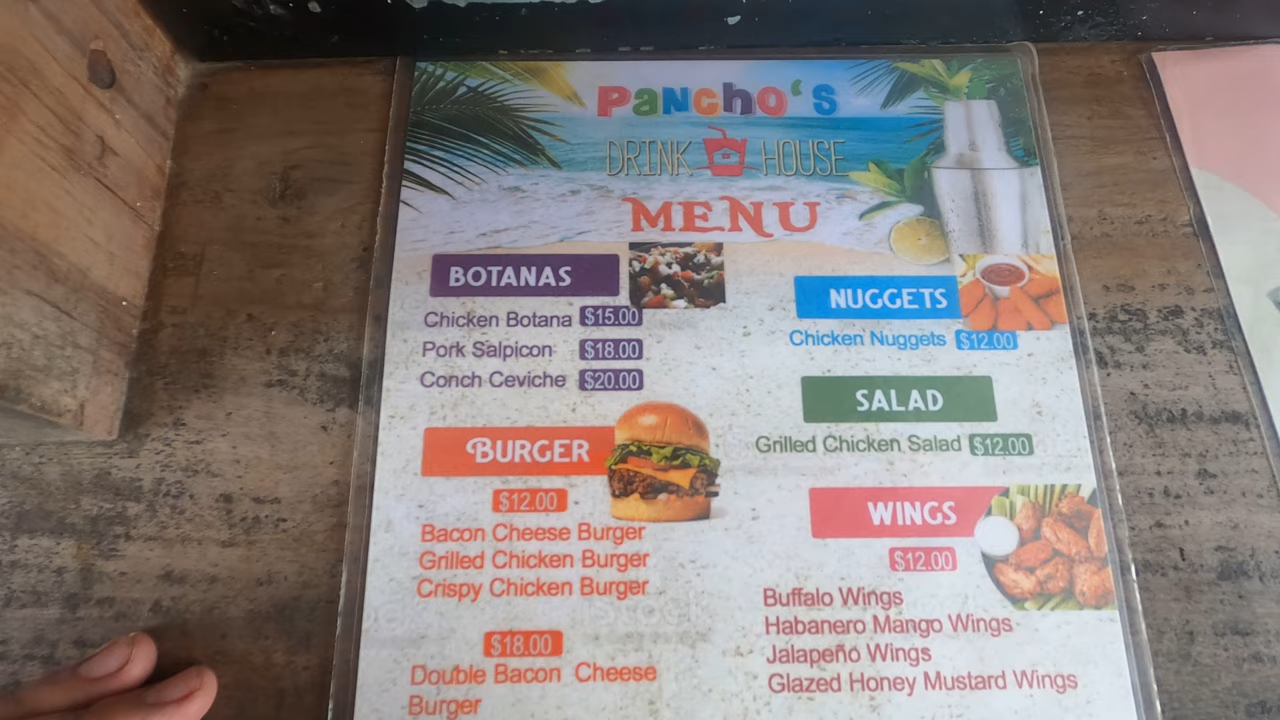 PaNcho's
DRINK HOUSE
MENU
BOTANAS
Chicken Botana $15.00
Pork Salpicon $18.00
Conch Ceviche $20.00
BURGER
$12.00
Bacon Cheese Burger
Grilled Chicken Burger
Crispy Chicken Burger
$18.00
Double Bacon Cheese
Burger
NUGGETS
Chicken Nuggets $12.00
SALAD
Grilled Chicken Salad $12.00
WINGS
$12.00
Buffalo Wings
Habanero Mango Wings
Jalapeño Wings
Glazed Honey Mustard Wings